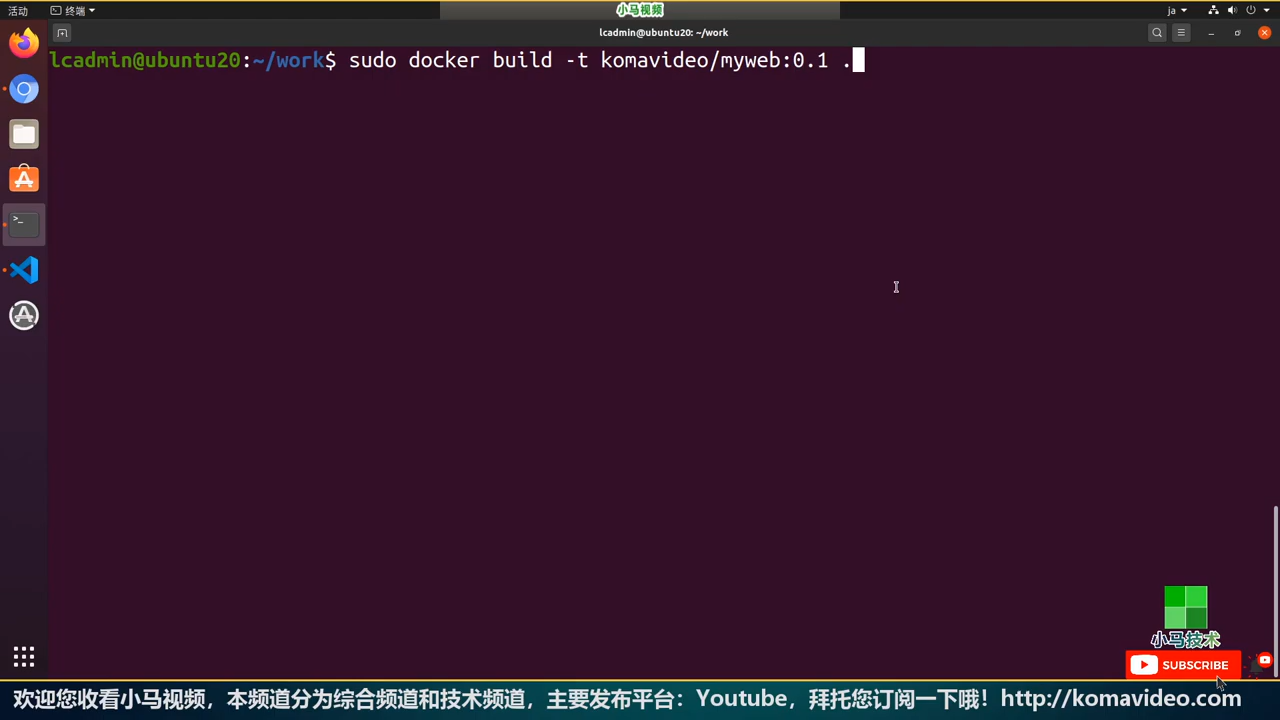 活动
终端
小马视频
ja
lcadmin@ubuntu20: ~/work
lcadmin@ubuntu20:~/work$ sudo docker build -t komavideo/myweb:0.1 .
小马技术
SUBSCRIBE
欢迎您收看小马视频，本频道分为综合频道和技术频道，主要发布平台：Youtube，拜托您订阅一下哦！http://komavideo.com